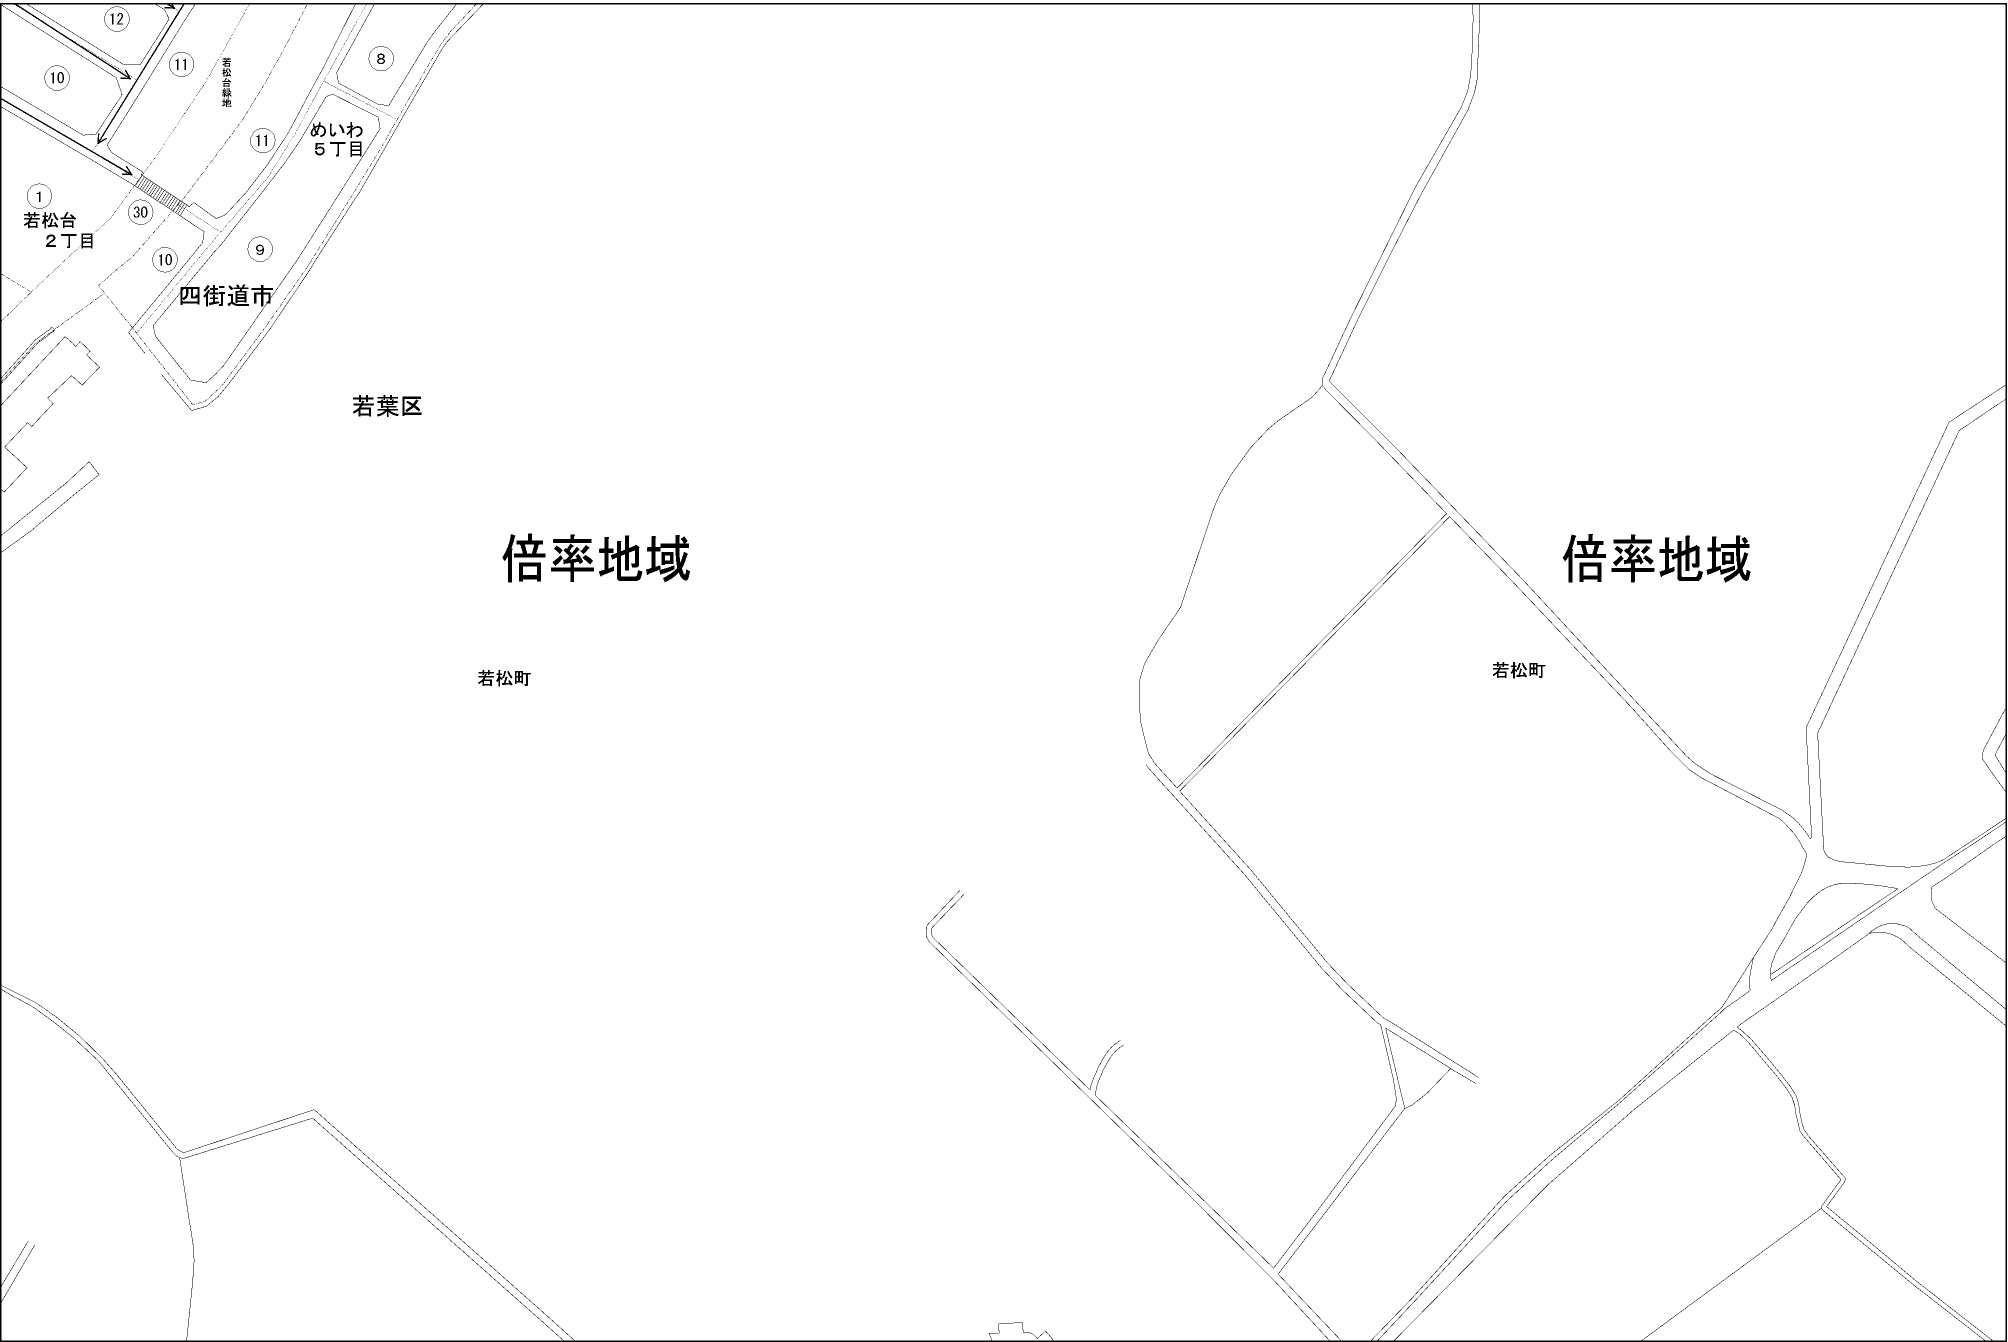 12
11
8
10
若松台緑地
11
めいわ
５丁目
1
30
若松台
２丁目
9
10
四街道市
若葉区
倍率地域
倍率地域
若松町
若松町